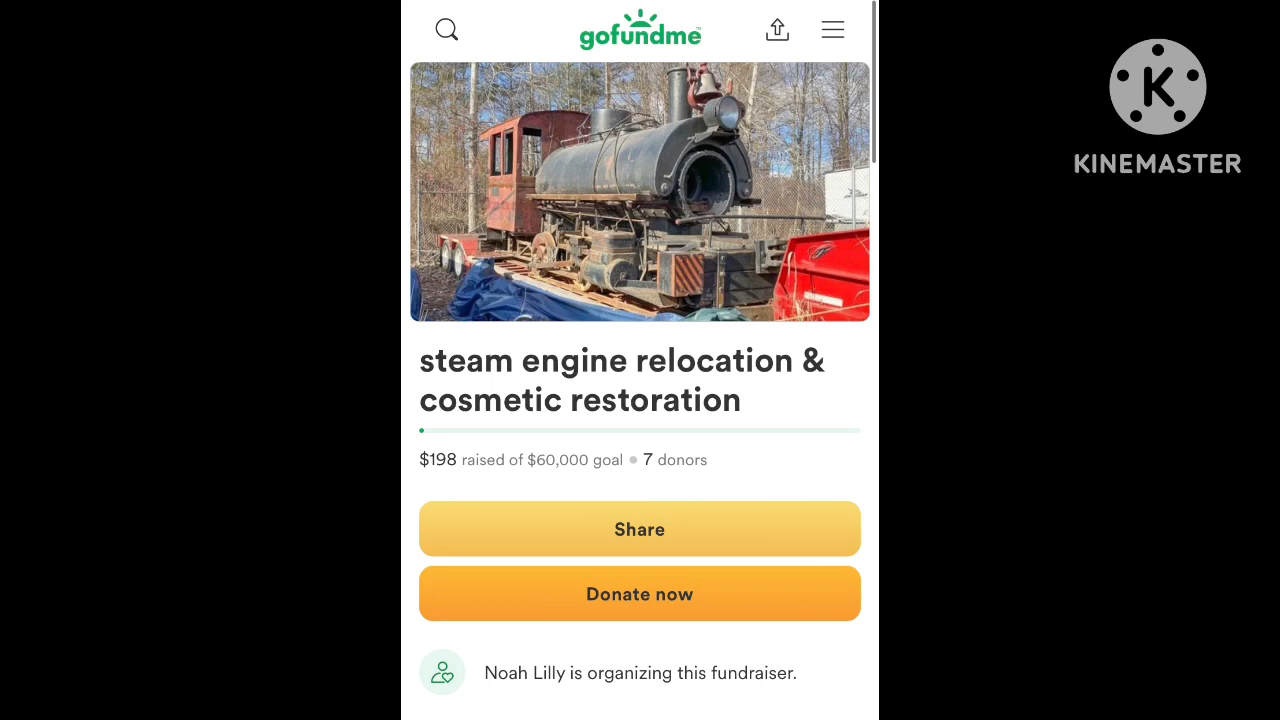 gofundme
KINEMASTER
steam engine relocation &
cosmetic restoration
$198 raised of $60,000 goal • 7 donors
Share
Donate now
Noah Lilly is organizing this fundraiser.